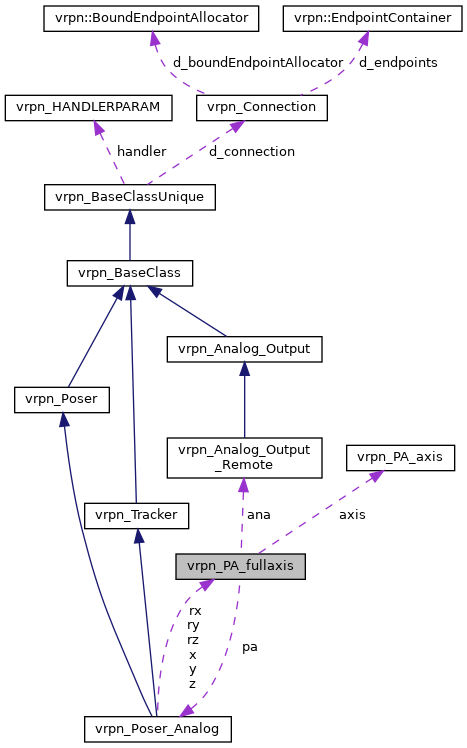 vrpn::BoundEndpointAllocator
vrpn::EndpointContainer
d_boundEndpointAllocator
d_endpoints
vrpn_HANDLERPARAM
vrpn_Connection
handler
d_connection
vrpn_BaseClassUnique
vrpn_BaseClass
vrpn_Analog_Output
vrpn_Poser
vrpn_Analog_Output
_Remote
vrpn_PA_axis
vrpn_Tracker
ana
axis
vrpn_PA_fullaxis
rx
ry
rz
x
y
z
pa
vrpn_Poser_Analog